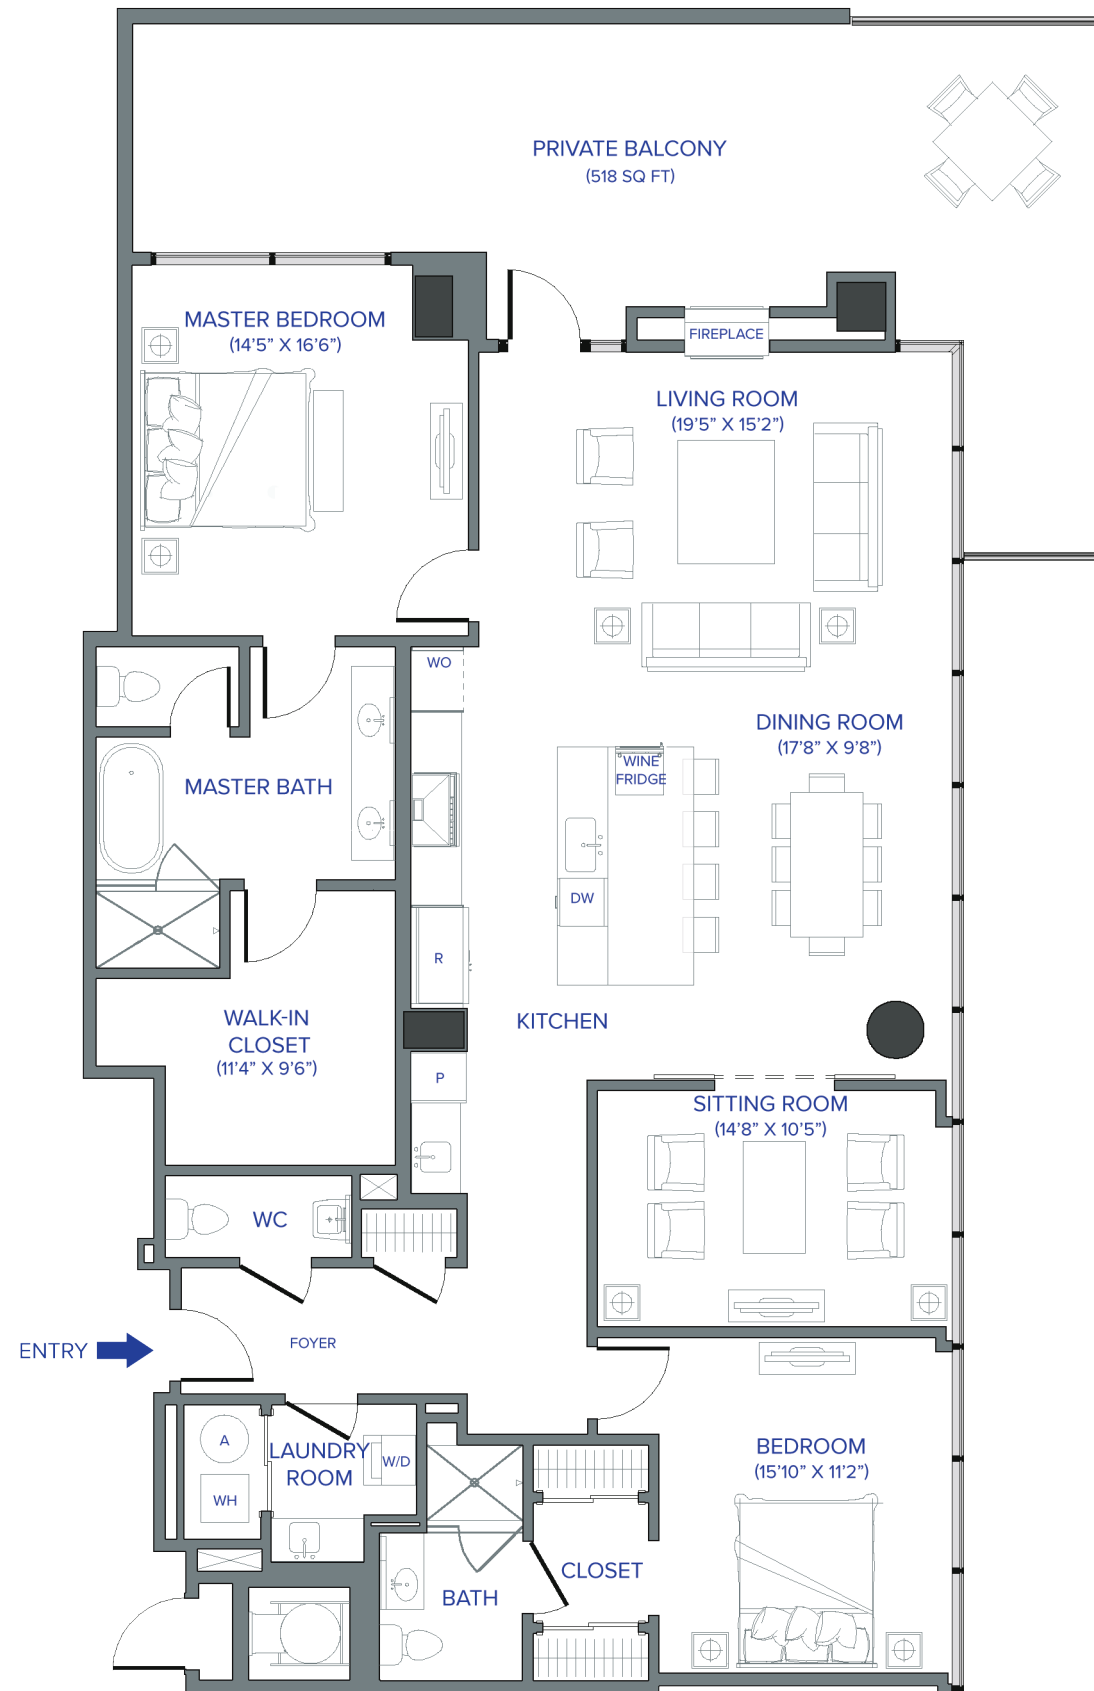 PRIVATE BALCONY
(518 SQ FT)
MASTER BEDROOM
(14'5” X 16'6”)
FIREPLACE
LIVING ROOM
(19'5” X 15'2”)
WO
DINING ROOM
(17'8” X 9'8”)
WINE
FRIDGE
MASTER BATH
DW
R
WALK-IN
CLOSET
(11'4” X 9'6”)
KITCHEN
P
SITTING ROOM
(14'8” X 10'5”)
WC
FOYER
ENTRY
A
LAUNDRY
ROOM
W/D
WH
BEDROOM
(15'10” X 11'2”)
CLOSET
BATH